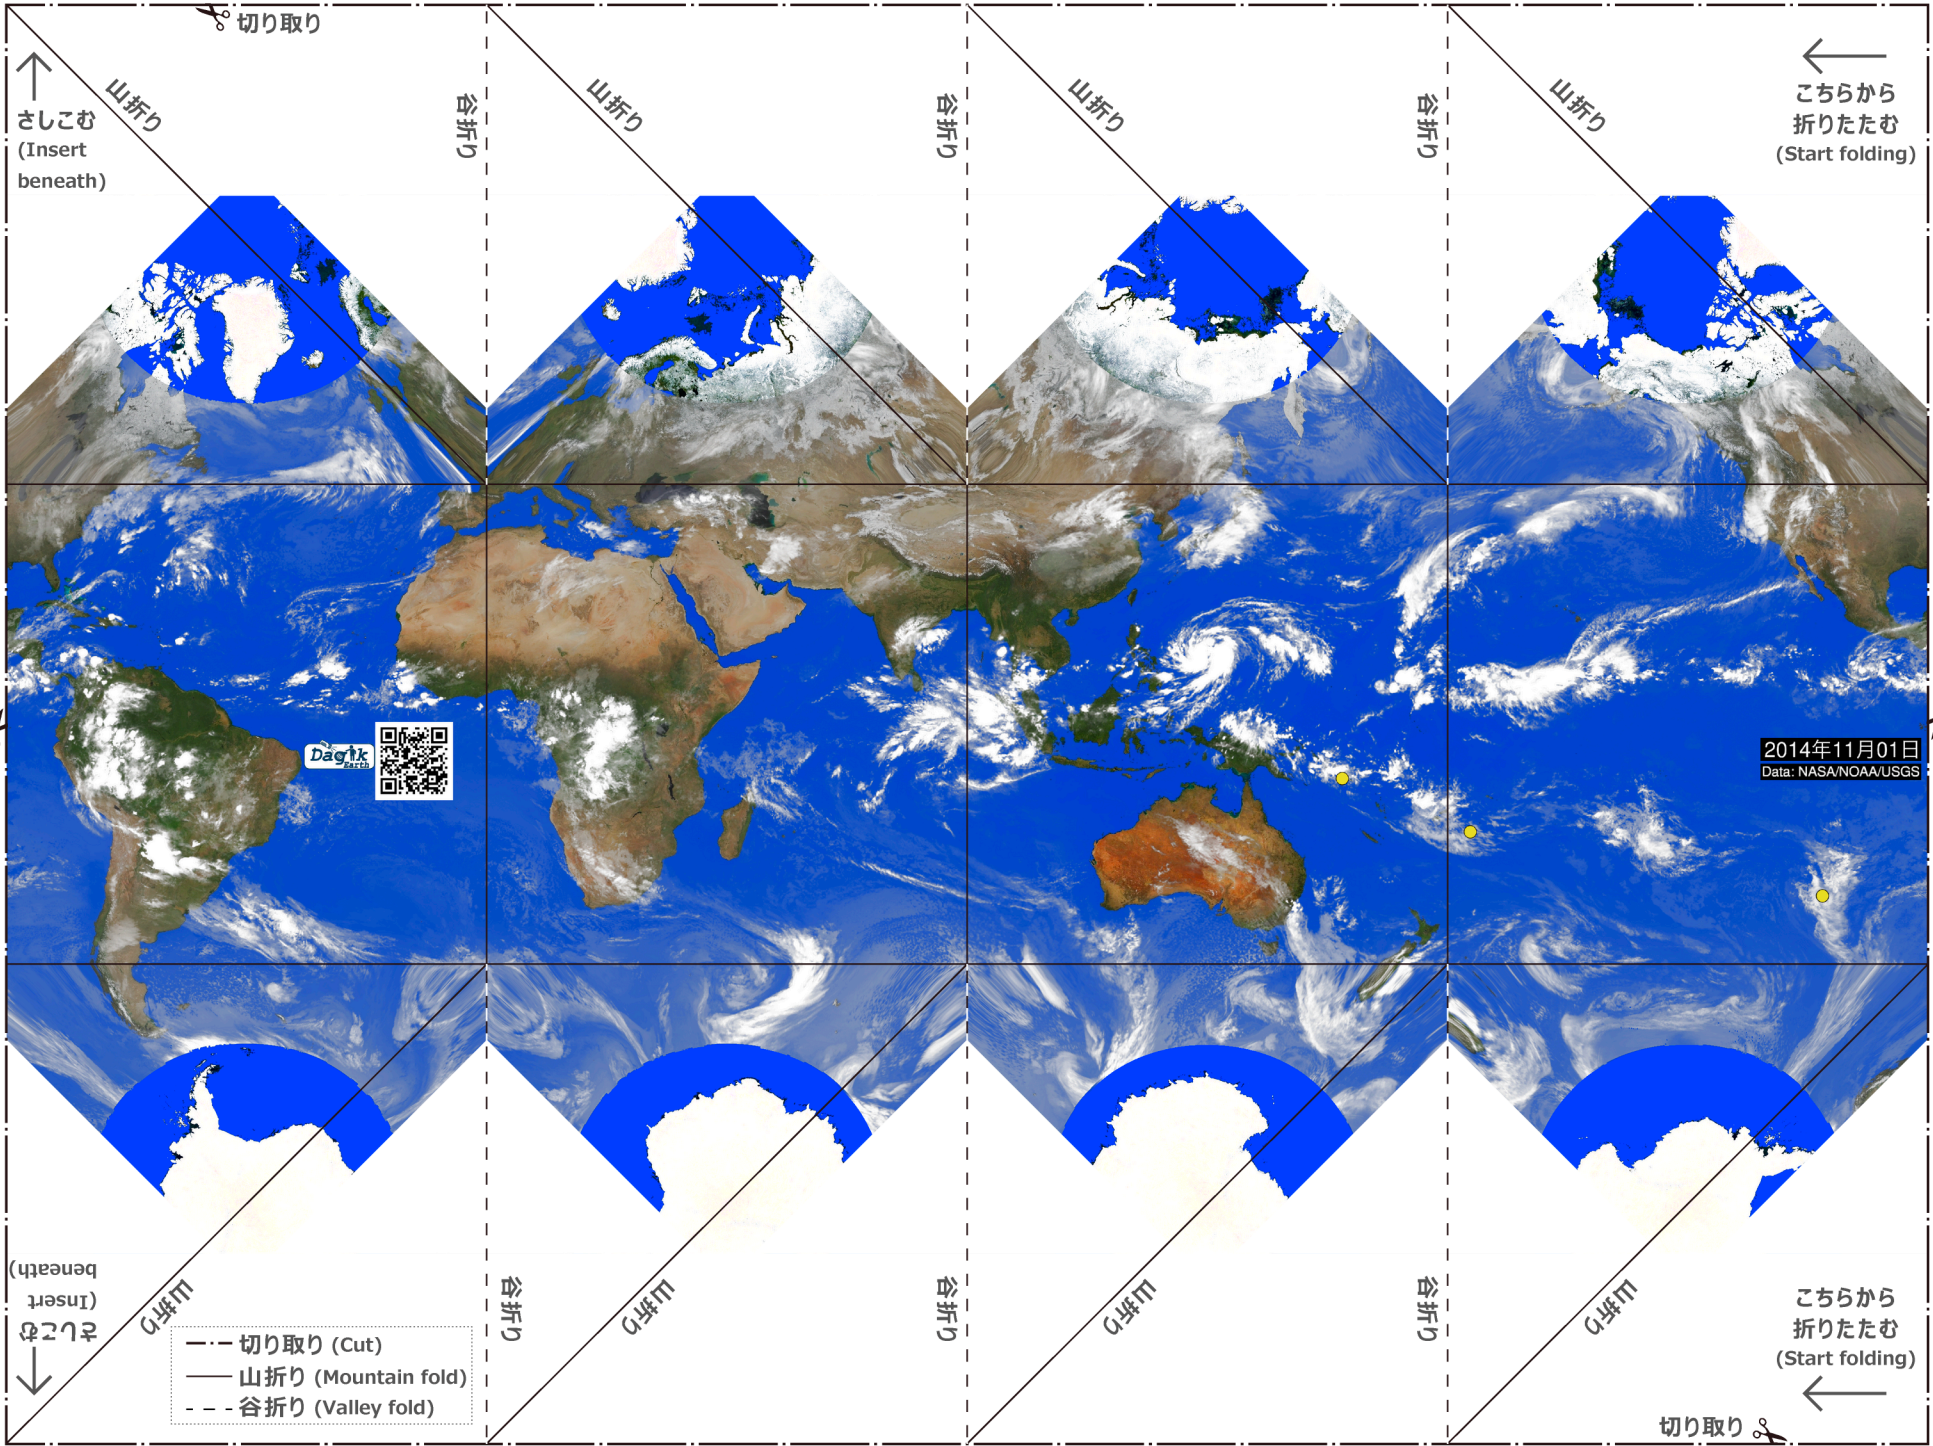 切り取り
さしこむ
(Insert
beneath)
山折り
谷折り
山折り
谷折り
山折り
谷折り
山折り
こちらから
折りたたむ
(Start folding)
Dagik
Earth
2014年11月01日
Data: NASA/NOAA/USGS
さしこむ
(Insert
beneath)
山折り
谷折り
山折り
谷折り
山折り
谷折り
山折り
こちらから
折りたたむ
(Start folding)
切り取り (Cut)
山折り (Mountain fold)
谷折り (Valley fold)
切り取り